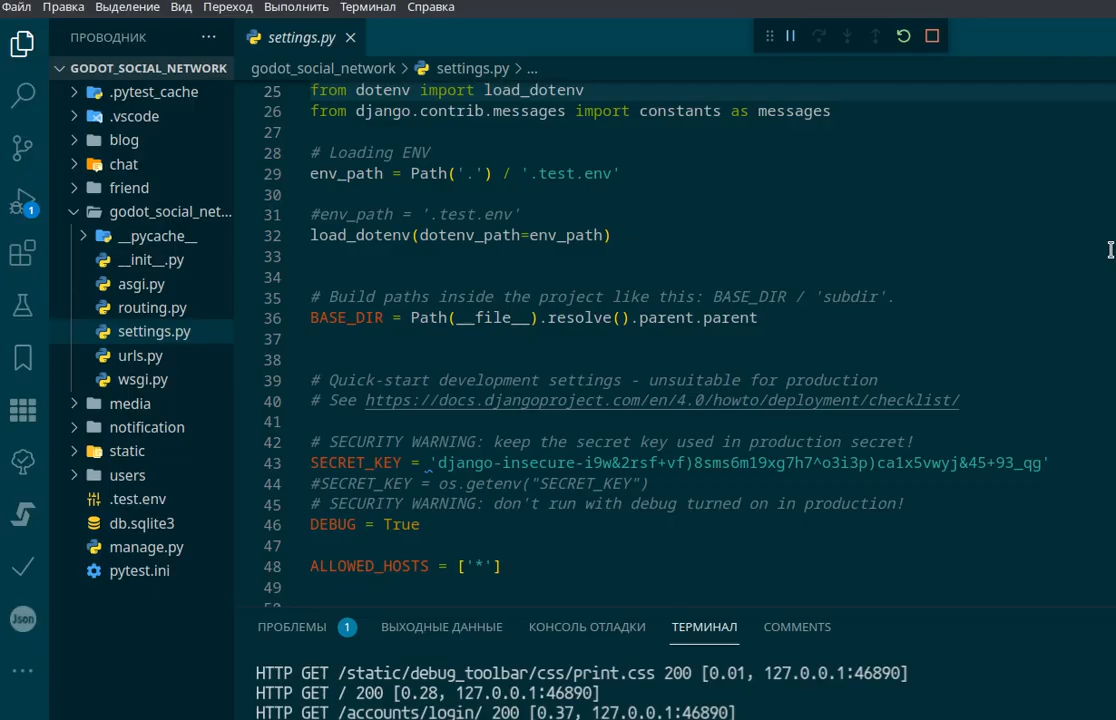 Файл Правка Выделение Вид Переход Выполнить Терминал Справка
ПРОВОДНИК ···
settings.py
GODOT_SOCIAL_NETWORK
.pytest_cache
.vscode
blog
chat
friend
godot_social_net...
__pycache__
__init__.py
asgi.py
routing.py
settings.py
urls.py
wsgi.py
media
notification
static
users
.test.env
db.sqlite3
manage.py
pytest.ini
1
Json
godot_social_network > settings.py > ...
25 from dotenv import load_dotenv
26 from django.contrib.messages import constants as messages
27
28 # Loading ENV
29 env_path = Path('.') / '.test.env'
30
31 #env_path = '.test.env'
32 load_dotenv(dotenv_path=env_path)
33
34
35 # Build paths inside the project like this: BASE_DIR / 'subdir'.
36 BASE_DIR = Path(__file__).resolve().parent.parent
37
38
39 # Quick-start development settings - unsuitable for production
40 # See https://docs.djangoproject.com/en/4.0/howto/deployment/checklist/
41
42 # SECURITY WARNING: keep the secret key used in production secret!
43 SECRET_KEY = 'django-insecure-i9w&2rsf+vf)8sms6m19xg7h7^o3i3p)ca1x5vwyj&45+93_qg'
44 #SECRET_KEY = os.getenv("SECRET_KEY")
45 # SECURITY WARNING: don't run with debug turned on in production!
46 DEBUG = True
47
48 ALLOWED_HOSTS = ['*']
49
ПРОБЛЕМЫ 1 ВЫХОДНЫЕ ДАННЫЕ КОНСОЛЬ ОТЛАДКИ ТЕРМИНАЛ COMMENTS
HTTP GET /static/debug_toolbar/css/print.css 200 [0.01, 127.0.0.1:46890]
HTTP GET / 200 [0.28, 127.0.0.1:46890]
HTTP GET /accounts/login/ 200 [0.37, 127.0.0.1:46890]